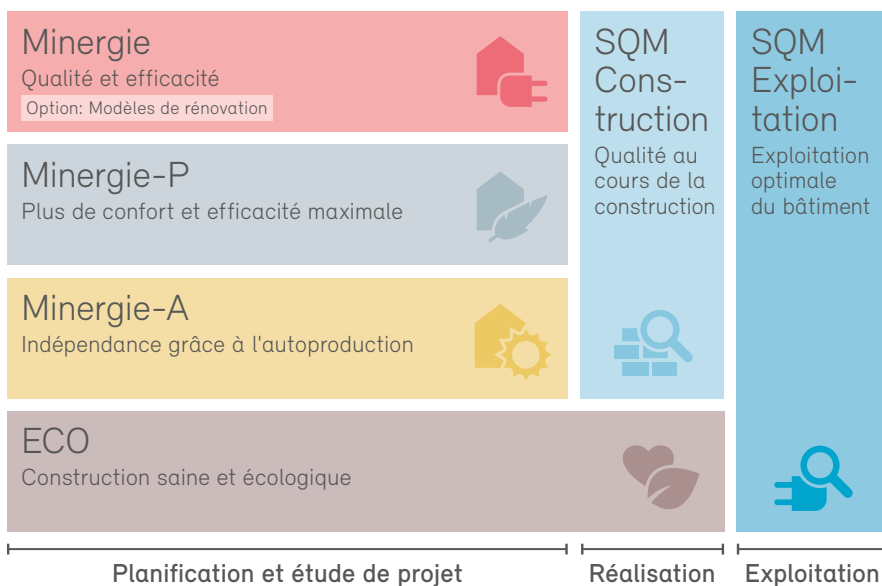 Minergie
Qualité et efficacité
Option: Modèles de rénovation
Minergie-P
Plus de confort et efficacité maximale
Minergie-A
Indépendance grâce à l'autoproduction
ECO
Construction saine et écologique
SQM
Cons-
truction
Qualité au
cours de la
construction
SQM
Exploi-
tation
Exploitation
optimale
du bâtiment
Planification et étude de projet
Réalisation
Exploitation